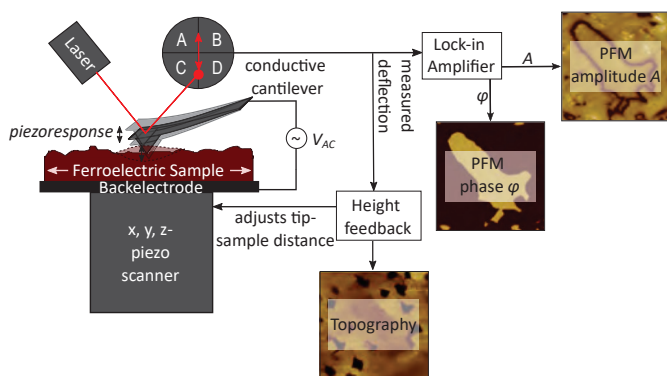 Laser
A B
C D
conductive
cantilever
piezoresponse
V_AC
~
Ferroelectric Sample
Backelectrode
x, y, z-
piezo
scanner
adjusts tip-
sample distance
measured
deflection
Lock-in
Amplifier
A
φ
PFM
amplitude A
PFM
phase φ
Height
feedback
Topography